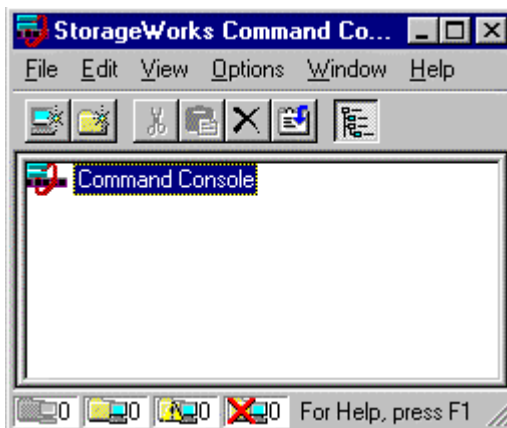 StorageWorks Command Co...
File Edit View Options Window Help
Command Console
0 0 0 0 For Help, press F1